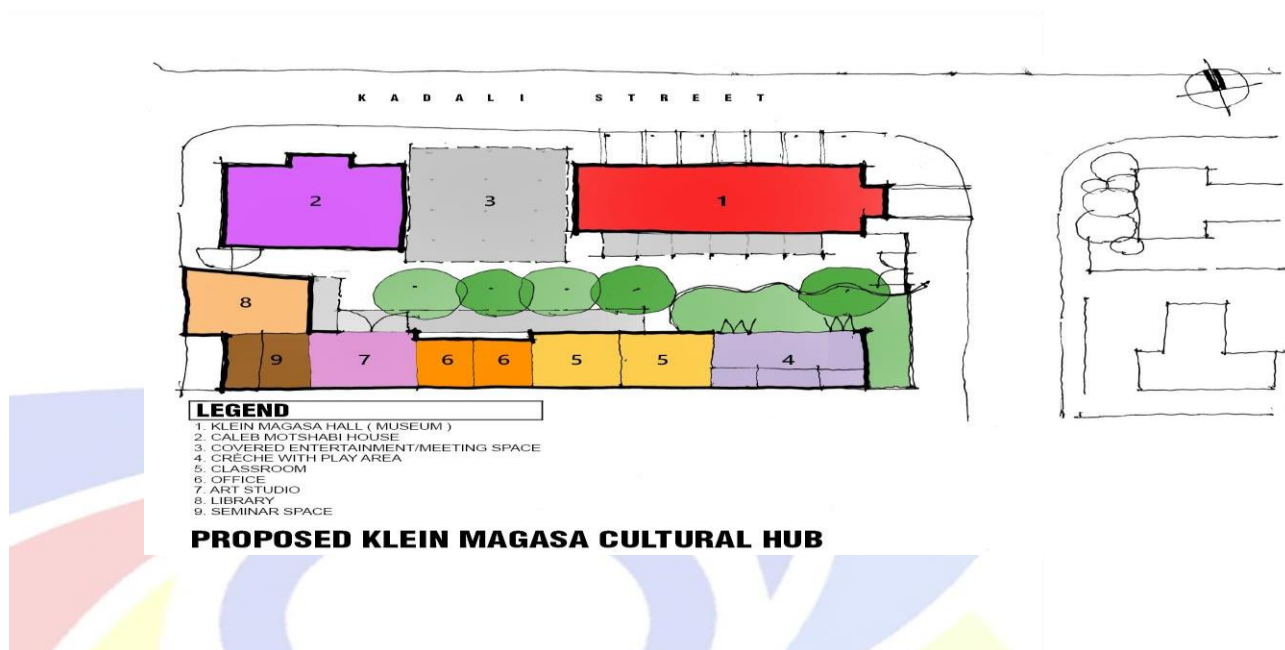 KADALI STREET
2
3
1
8
9
7
6
6
5
5
4
LEGEND
1. KLEIN MAGASA HALL ( MUSEUM )
2. CALEB MOTSHABI HOUSE
3. COVERED ENTERTAINMENT/MEETING SPACE
4. CRÈCHE WITH PLAY AREA
5. CLASSROOM
6. OFFICE
7. ART STUDIO
8. LIBRARY
9. SEMINAR SPACE
PROPOSED KLEIN MAGASA CULTURAL HUB